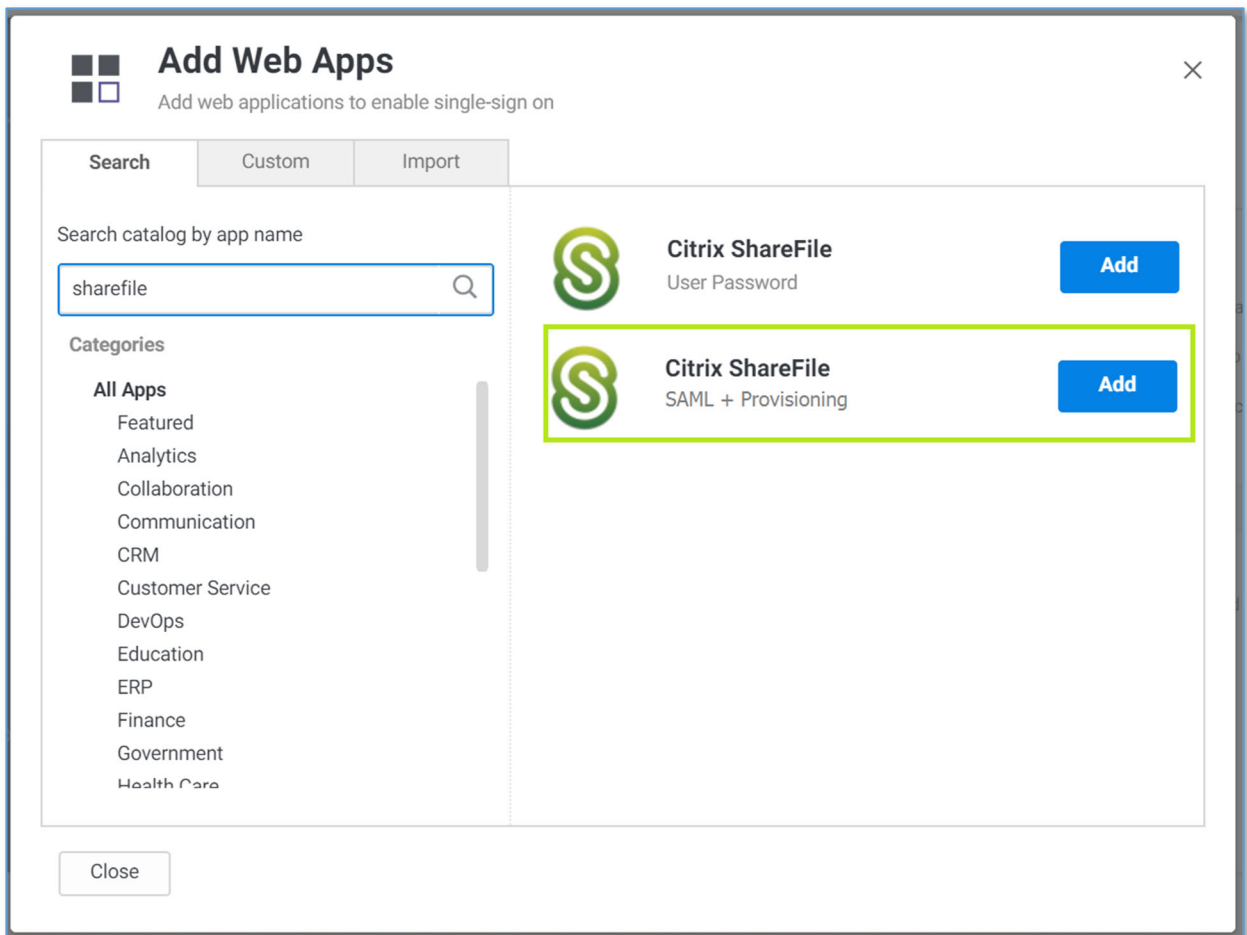 Add Web Apps
Add web applications to enable single-sign on
Search
Custom
Import
Search catalog by app name
sharefile
Categories
All Apps
Featured
Analytics
Collaboration
Communication
CRM
Customer Service
DevOps
Education
ERP
Finance
Government
Health Care
Citrix ShareFile
User Password
Add
Citrix ShareFile
SAML + Provisioning
Add
Close